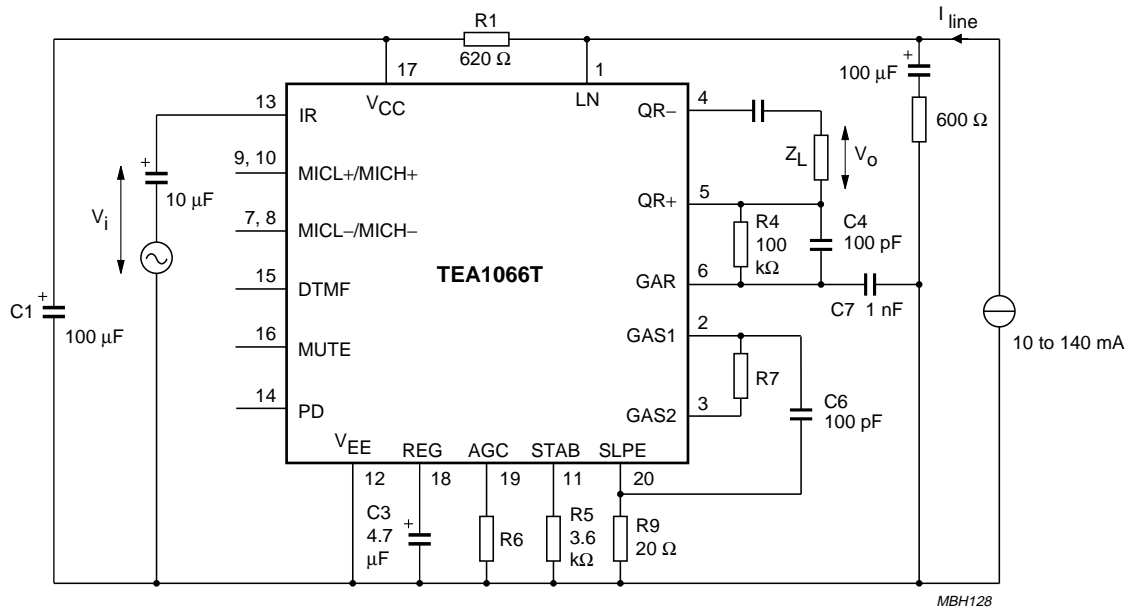 R1
620 Ω
I line
17
1
VCC
LN
13
IR
QR−
4
100 µF
600 Ω
9, 10
MICL+/MICH+
ZL
Vo
10 µF
Vi
7, 8
MICL−/MICH−
QR+
5
R4
100
kΩ
C4
100 pF
TEA1066T
15
DTMF
GAR
6
C7 1 nF
C1
100 µF
16
MUTE
GAS1
2
10 to 140 mA
R7
14
PD
GAS2
3
C6
100 pF
VEE
REG
AGC
STAB
SLPE
12
18
19
11
20
C3
4.7
µF
R6
R5
3.6
kΩ
R9
20 Ω
MBH128